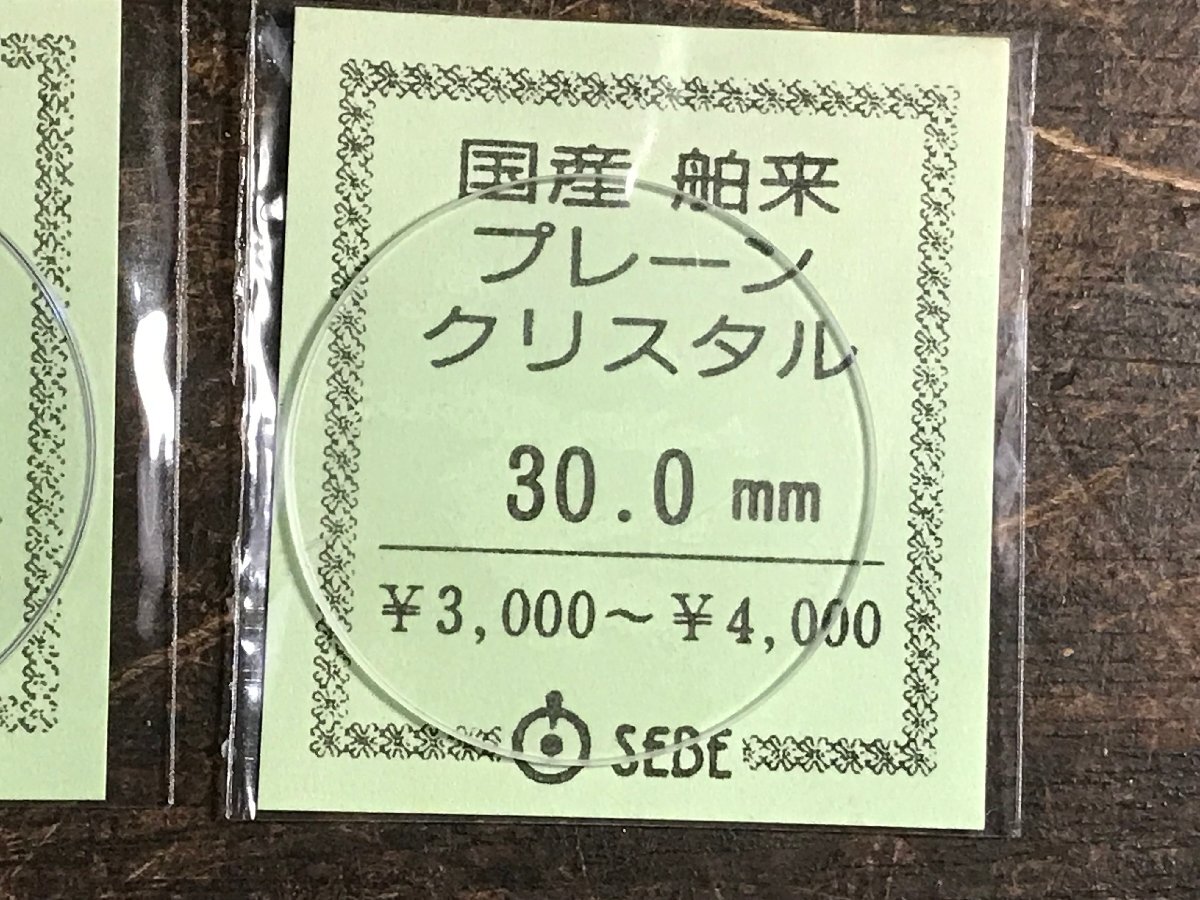 国産 舶来
プレーン
クリスタル
30.0 mm
¥3,000～¥4,000
SEBE